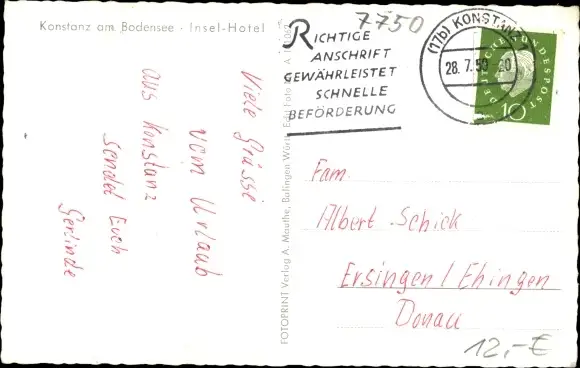 Konstanz am Bodensee - Insel-Hotel
7750
RICHTIGE
ANSCHRIFT
GEWÄHRLEISTET
SCHNELLE
BEFÖRDERUNG
(17b) KONSTANZ
28.7.59
DEUTSCHE BUNDESPOST
10
Viele Grüsse
vom Urlaub
aus Konstanz
sendet Euch
Gerlinde
FOTOPRINT Verlag A. Mauthe, Balingen Württ.
Fam.
Albert Schick
Ersingen / Ehingen
Donau
12,-€